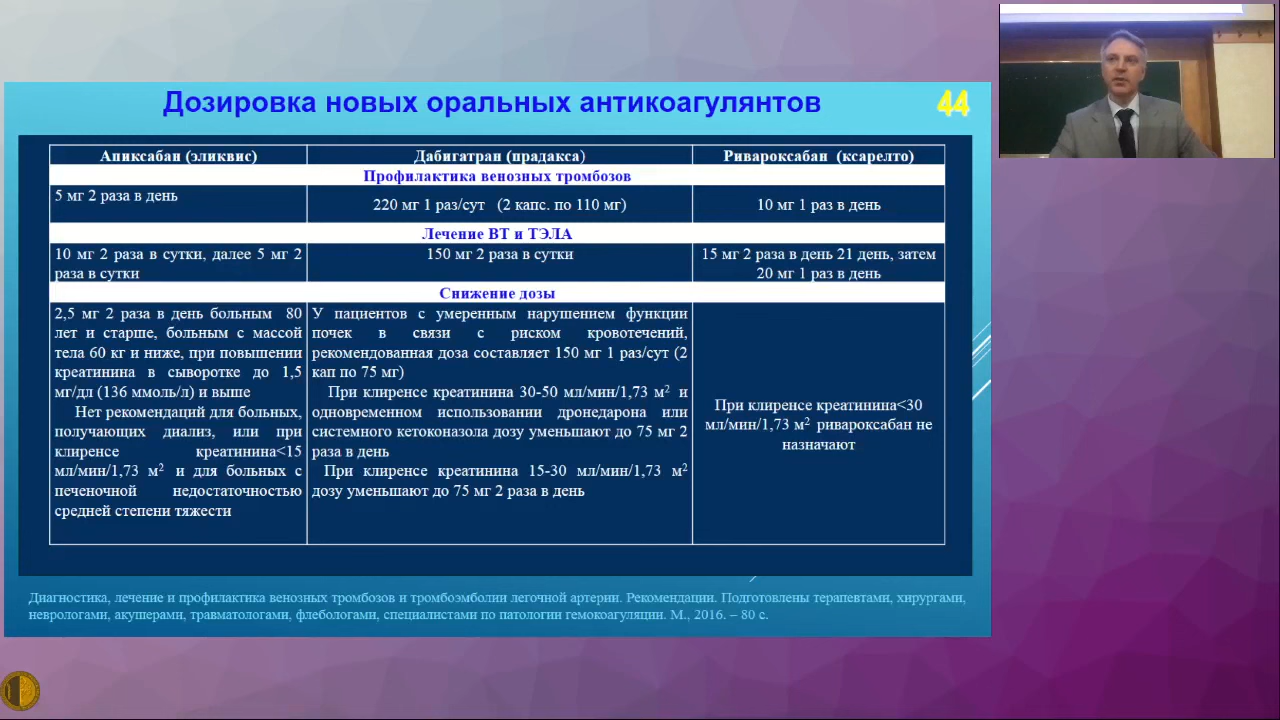 Дозировка новых оральных антикоагулянтов
44
Апиксабан (эликвис)
Дабигатран (прадакса)
Ривароксабан (ксарелто)
Профилактика венозных тромбозов
5 мг 2 раза в день
220 мг 1 раз/сут (2 капс. по 110 мг)
10 мг 1 раз в день
Лечение ВТ и ТЭЛА
10 мг 2 раза в сутки, далее 5 мг 2
раза в сутки
150 мг 2 раза в сутки
15 мг 2 раза в день 21 день, затем
20 мг 1 раз в день
Снижение дозы
2,5 мг 2 раза в день больным 80
лет и старше, больным с массой
тела 60 кг и ниже, при повышении
креатинина в сыворотке до 1,5
мг/дл (136 ммоль/л) и выше
Нет рекомендаций для больных,
получающих диализ, или при
клиренсе креатинина<15
мл/мин/1,73 м² и для больных с
печеночной недостаточностью
средней степени тяжести
У пациентов с умеренным нарушением функции
почек в связи с риском кровотечений,
рекомендованная доза составляет 150 мг 1 раз/сут (2
кап по 75 мг)
При клиренсе креатинина 30-50 мл/мин/1,73 м² и
одновременном использовании дронедарона или
системного кетоконазола дозу уменьшают до 75 мг 2
раза в день
При клиренсе креатинина 15-30 мл/мин/1,73 м²
дозу уменьшают до 75 мг 2 раза в день
При клиренсе креатинина<30
мл/мин/1,73 м² ривароксабан не
назначают
Диагностика, лечение и профилактика венозных тромбозов и тромбоэмболии легочной артерии. Рекомендации. Подготовлены терапевтами, хирургами,
неврологами, акушерами, травматологами, флебологами, специалистами по патологии гемокоагуляции. М., 2016. – 80 с.